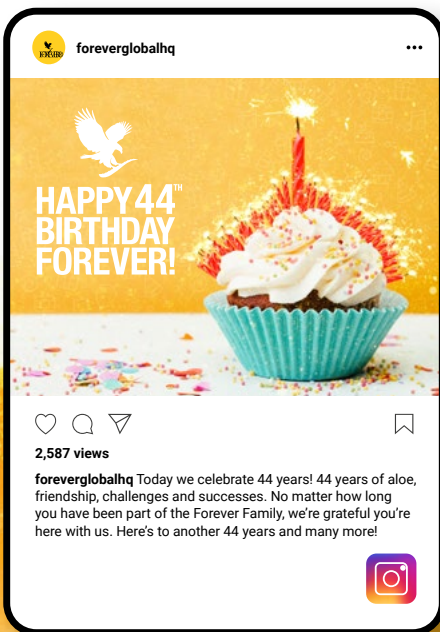 foreverglobalhq
HAPPY 44TH
BIRTHDAY
FOREVER!
2,587 views
foreverglobalhq Today we celebrate 44 years! 44 years of aloe,
friendship, challenges and successes. No matter how long
you have been part of the Forever Family, we’re grateful you’re
here with us. Here’s to another 44 years and many more!